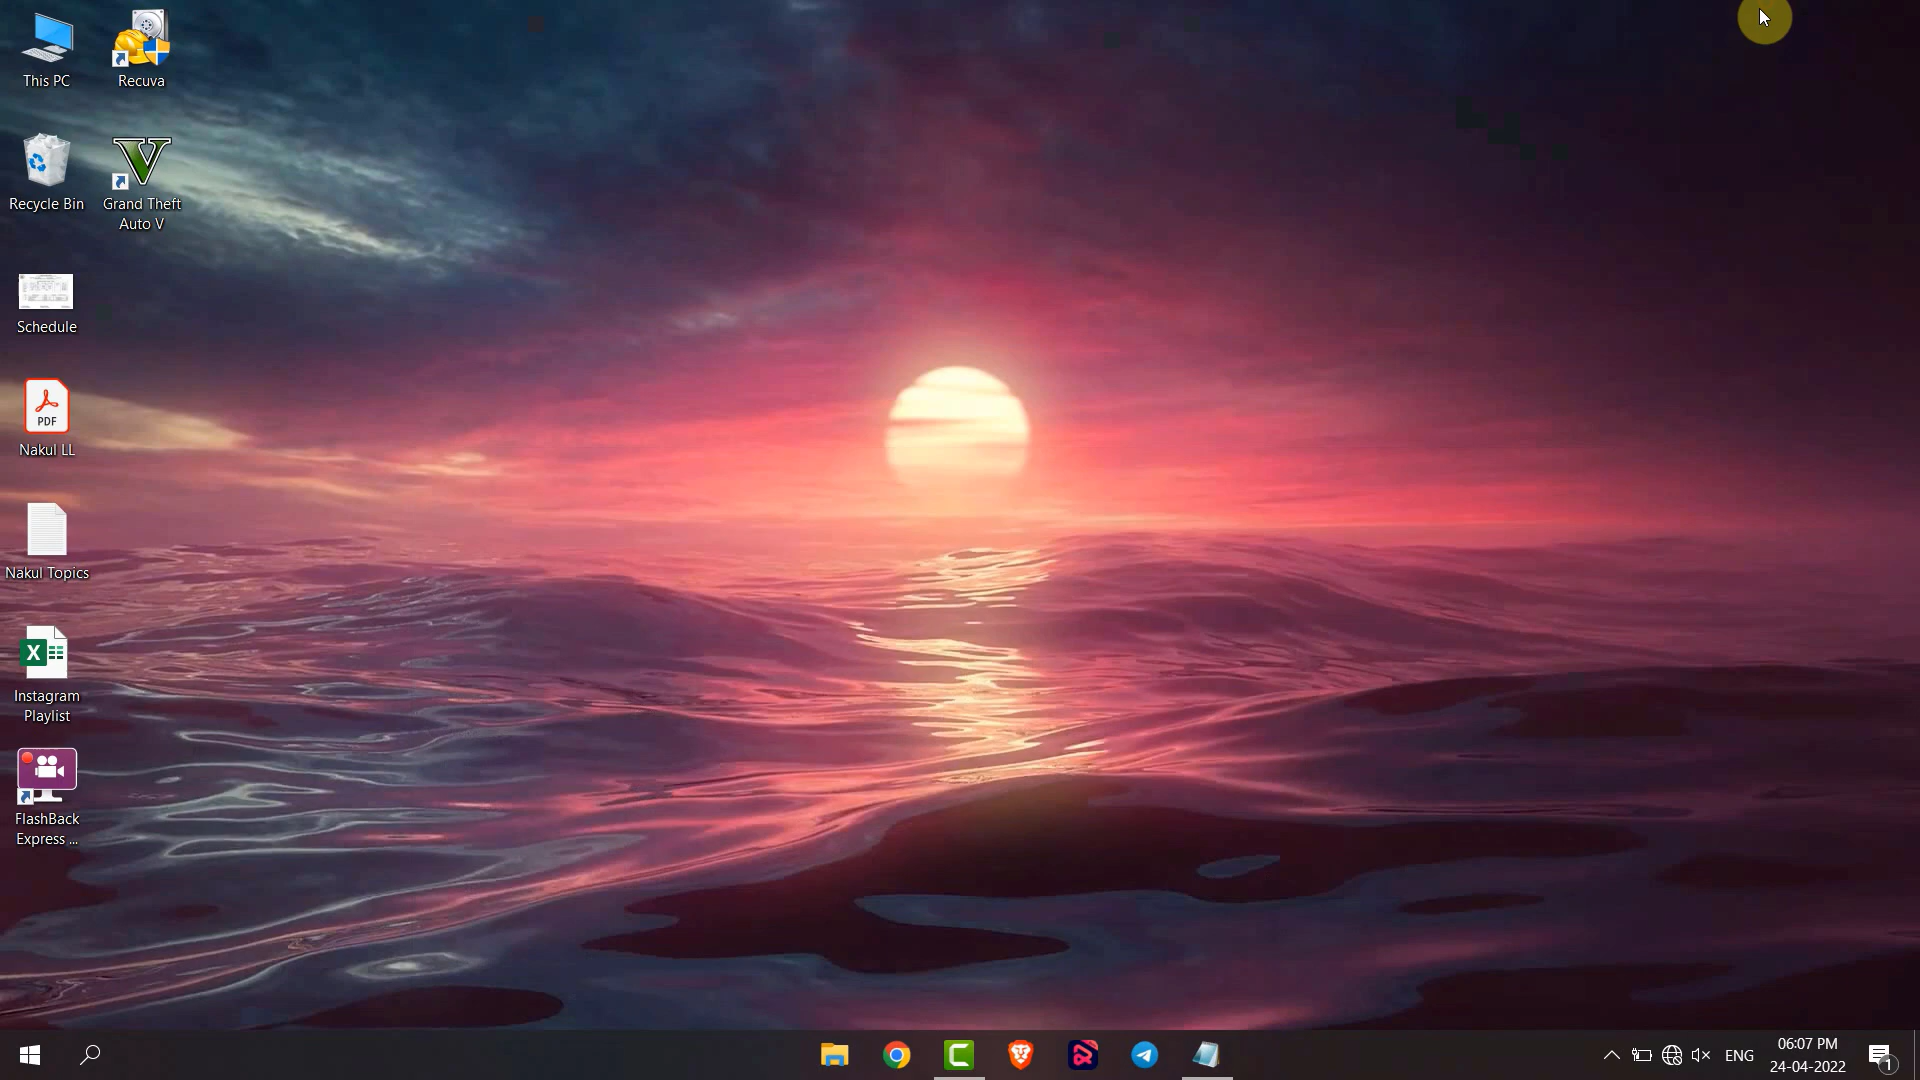 This PC
Recuva
Recycle Bin
Grand Theft
Auto V
Schedule
PDF
Nakul LL
Nakul Topics
X
Instagram
Playlist
FlashBack
Express ...
ENG
06:07 PM
24-04-2022
1